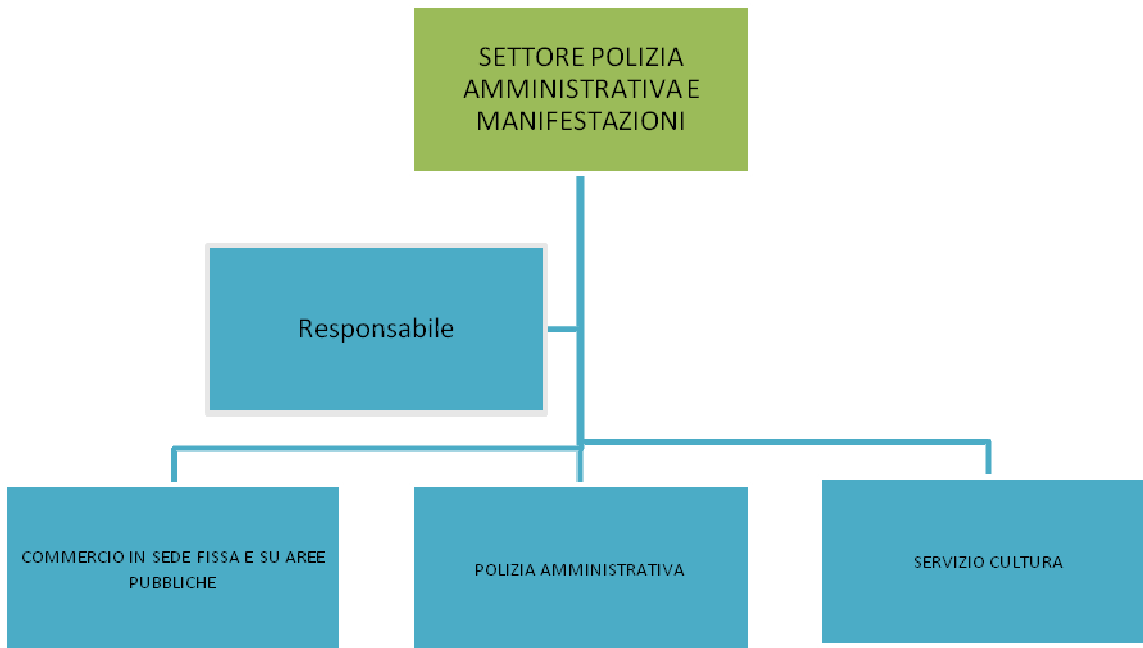 SETTORE POLIZIA
AMMINISTRATIVA E
MANIFESTAZIONI
Responsabile
COMMERCIO IN SEDE FISSA E SU AREE
PUBBLICHE
POLIZIA AMMINISTRATIVA
SERVIZIO CULTURA